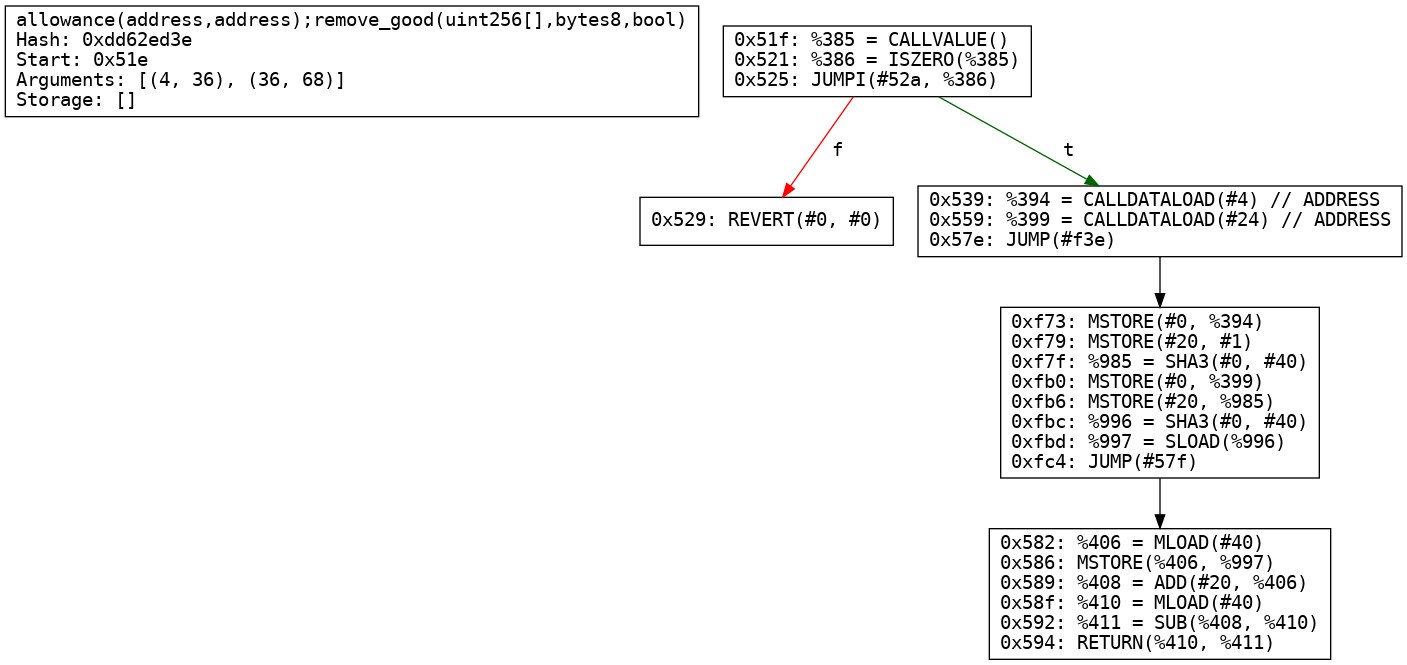 allowance(address,address);remove_good(uint256[],bytes8,bool)
Hash: 0xdd62ed3e
Start: 0x51e
Arguments: [(4, 36), (36, 68)]
Storage: []
0x51f: %385 = CALLVALUE()
0x521: %386 = ISZERO(%385)
0x525: JUMPI(#52a, %386)
f
t
0x529: REVERT(#0, #0)
0x539: %394 = CALLDATALOAD(#4) // ADDRESS
0x559: %399 = CALLDATALOAD(#24) // ADDRESS
0x57e: JUMP(#f3e)
0xf73: MSTORE(#0, %394)
0xf79: MSTORE(#20, #1)
0xf7f: %985 = SHA3(#0, #40)
0xfb0: MSTORE(#0, %399)
0xfb6: MSTORE(#20, %985)
0xfbc: %996 = SHA3(#0, #40)
0xfbd: %997 = SLOAD(%996)
0xfc4: JUMP(#57f)
0x582: %406 = MLOAD(#40)
0x586: MSTORE(%406, %997)
0x589: %408 = ADD(#20, %406)
0x58f: %410 = MLOAD(#40)
0x592: %411 = SUB(%408, %410)
0x594: RETURN(%410, %411)